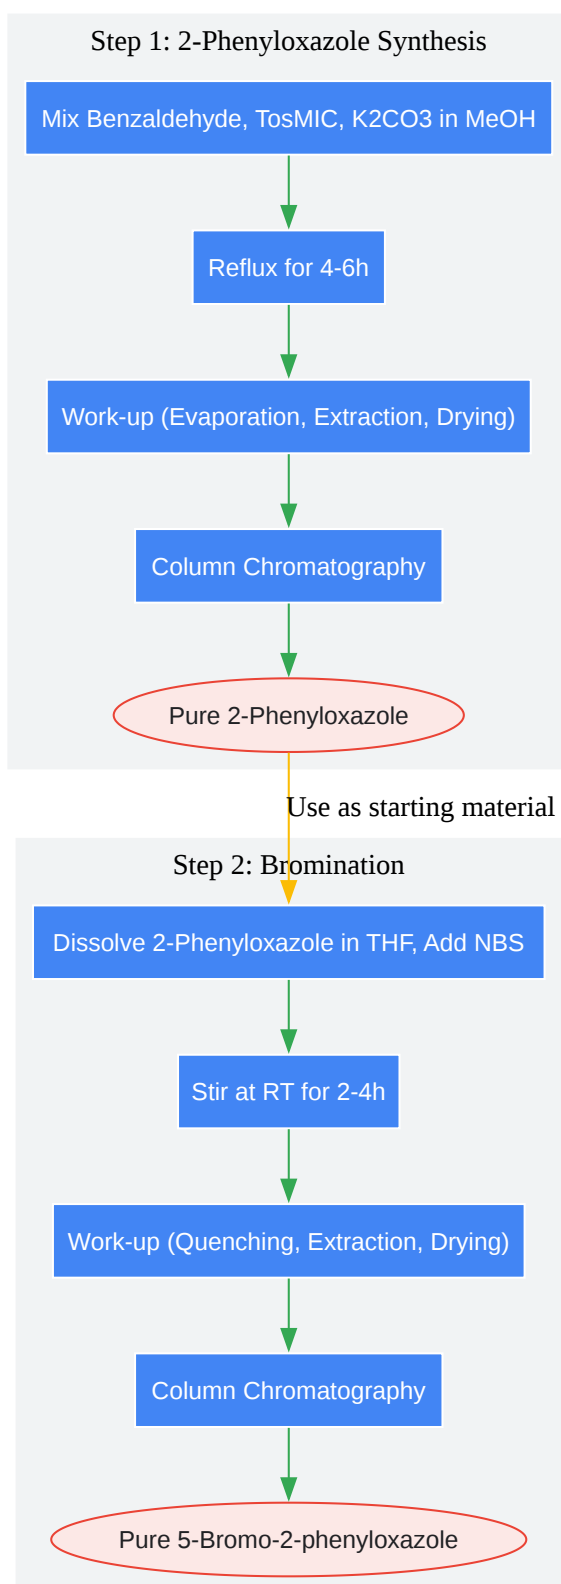 Step 1: 2-Phenyloxazole Synthesis
Mix Benzaldehyde, TosMIC, K2CO3 in MeOH
Reflux for 4-6h
Work-up (Evaporation, Extraction, Drying)
Column Chromatography
Pure 2-Phenyloxazole
Use as starting material
Step 2: Bromination
Dissolve 2-Phenyloxazole in THF, Add NBS
Stir at RT for 2-4h
Work-up (Quenching, Extraction, Drying)
Column Chromatography
Pure 5-Bromo-2-phenyloxazole